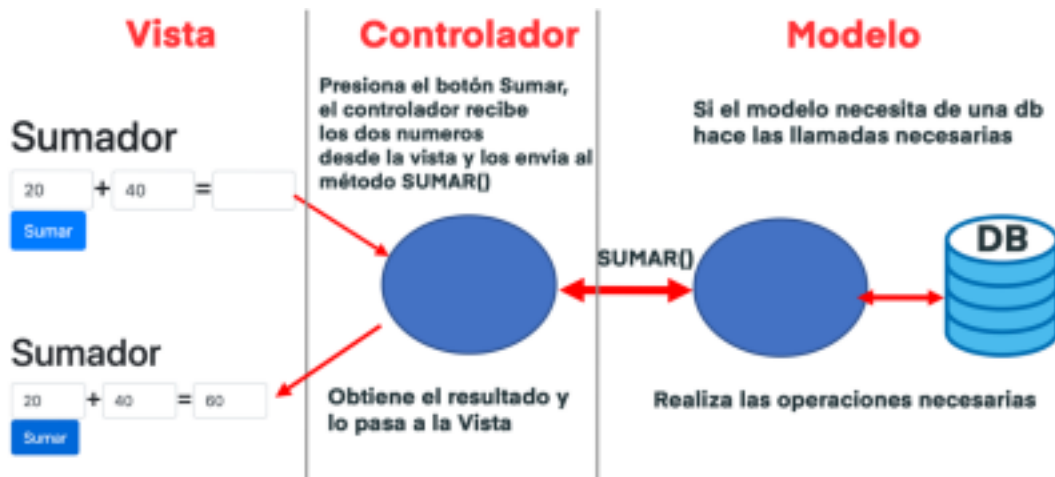 Vista
Controlador
Modelo
Presiona el botón Sumar,
el controlador recibe
los dos numeros
desde la vista y los envia al
método SUMAR()
Si el modelo necesita de una db
hace las llamadas necesarias
Sumador
20 + 40 =
Sumar
SUMAR()
DB
Sumador
20 + 40 = 60
Sumar
Obtiene el resultado y
lo pasa a la Vista
Realiza las operaciones necesarias